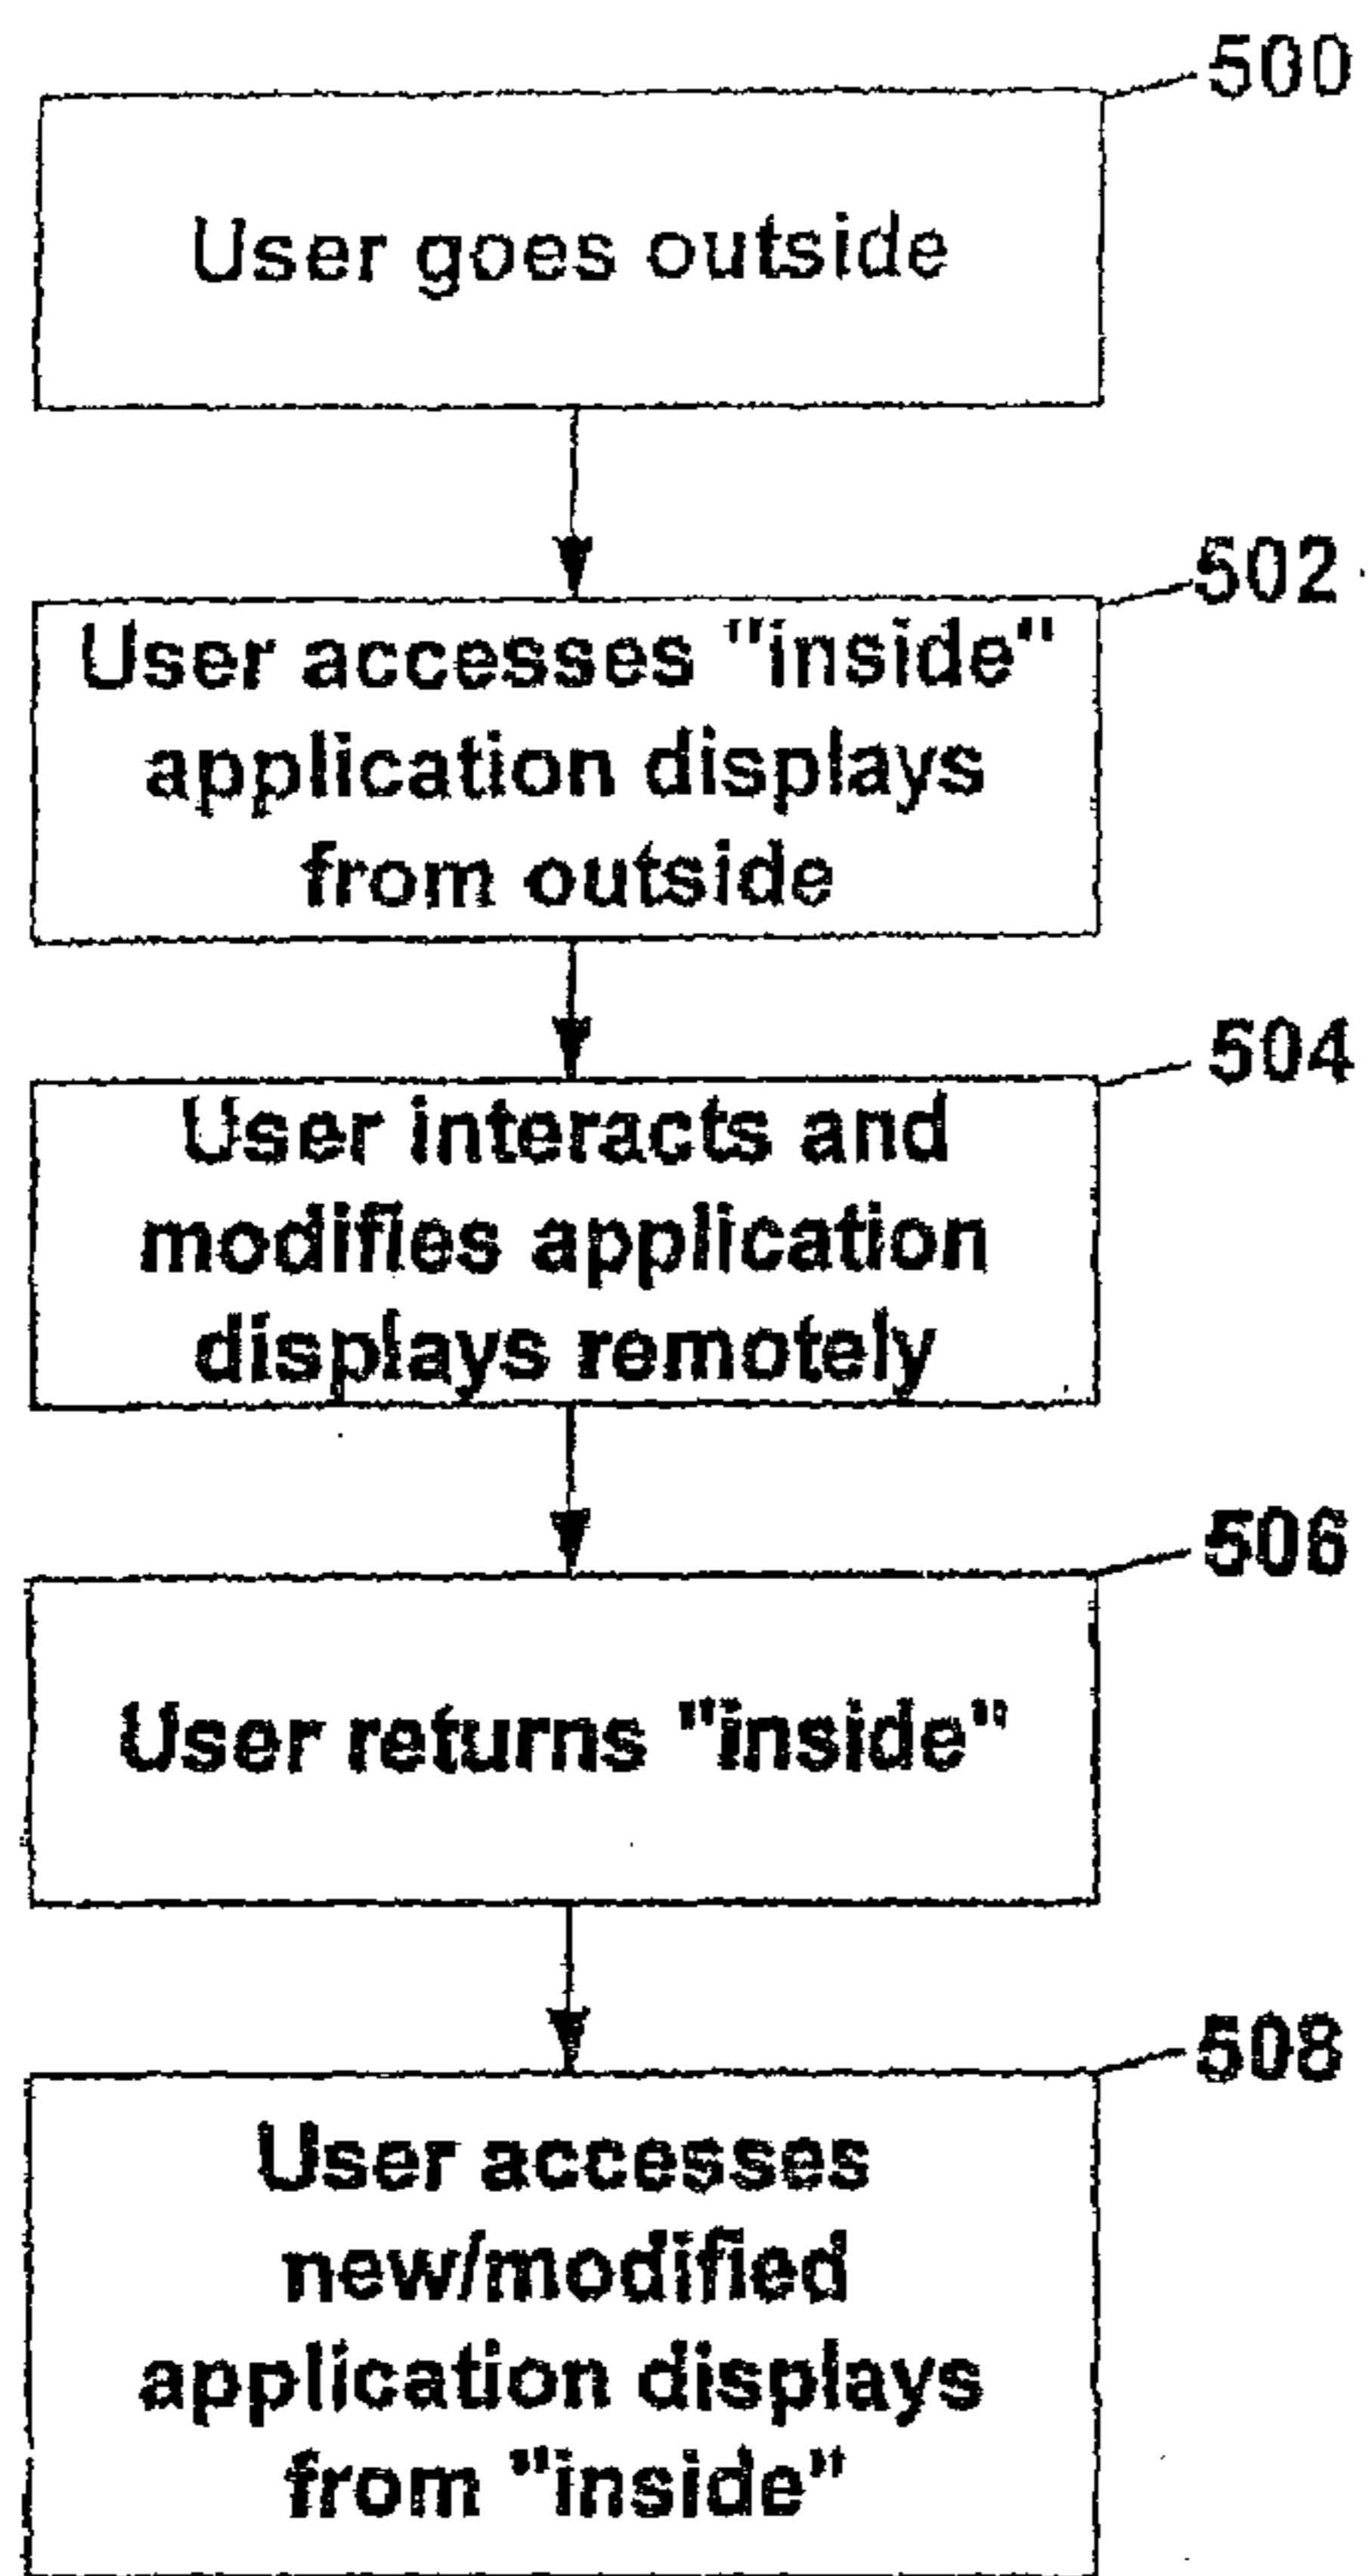 500
User goes outside
502
User accesses "inside"
application displays
from outside
504
User interacts and
modifies application
displays remotely
506
User returns "inside"
508
User accesses
new/modified
application displays
from "inside"